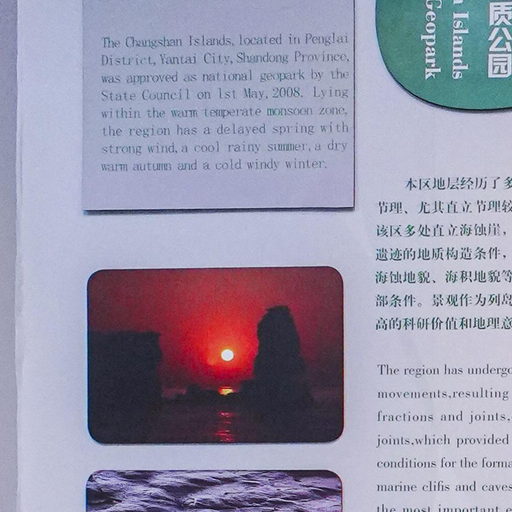 The Changshan Islands, located in Penglai
District, Yantai City, Shandong Province,
was approved as national geopark by the
State Council on 1st May, 2008. Lying
within the warm temperate monsoon zone,
the region has a delayed spring with
strong wind, a cool rainy summer, a dry
warm autumn and a cold windy winter.
质公园
Islands
Geopark
本区地层经历了多
节理、尤其直立节理较
该区多处直立海蚀崖，
遗迹的地质构造条件，
海蚀地貌、海积地貌等
部条件。景观作为列岛
高的科研价值和地理意
The region has undergo
movements,resulting
fractions and joints,
joints,which provided
conditions for the forma
marine clifis and caves
the most important e